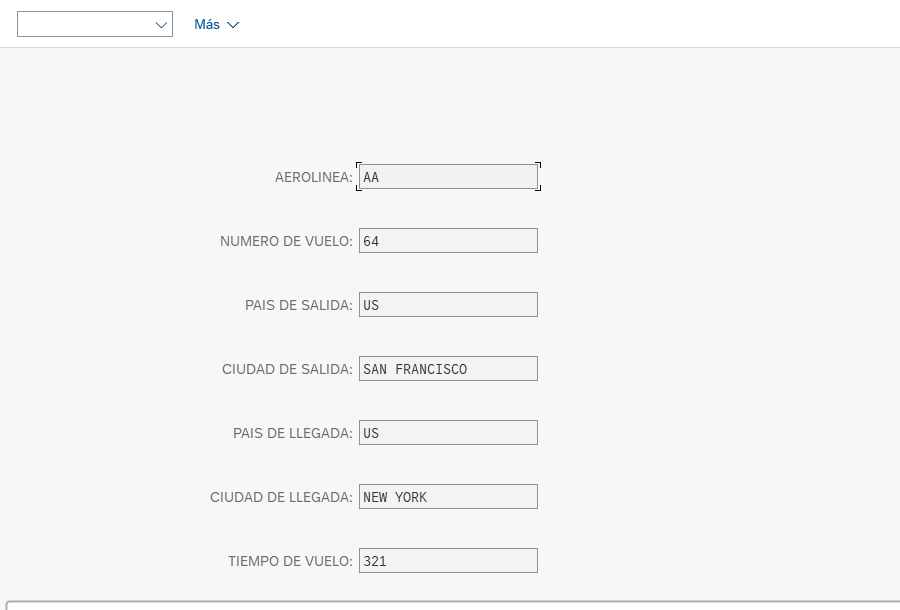 Más
AEROLINEA: AA
NUMERO DE VUELO: 64
PAIS DE SALIDA: US
CIUDAD DE SALIDA: SAN FRANCISCO
PAIS DE LLEGADA: US
CIUDAD DE LLEGADA: NEW YORK
TIEMPO DE VUELO: 321